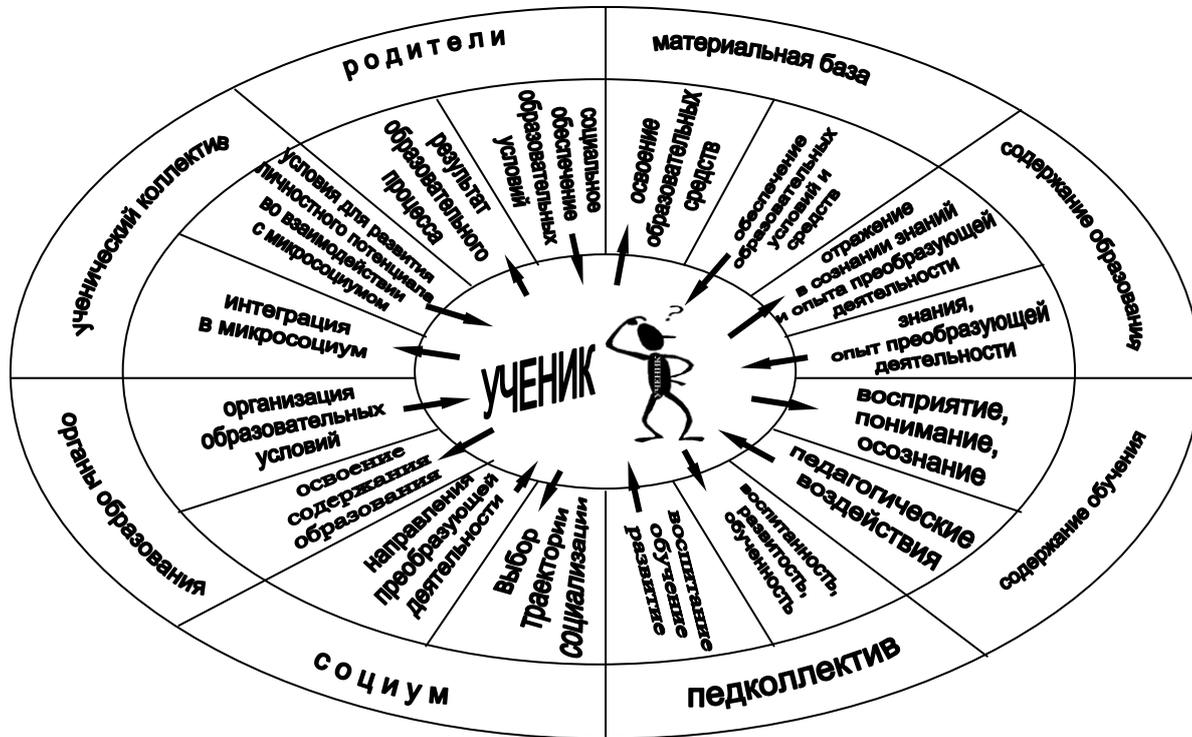 родители
материальная база
содержание образования
содержание обучения
педколлектив
социум
органы образования
ученический коллектив
социальное
обеспечение
образовательных
условий
освоение
образовательных
средств
обеспечение
образовательных
условий и
средств
отражение
в сознании знаний
и опыта преобразующей
деятельности
знания,
опыт преобразующей
деятельности
восприятие,
понимание,
осознание
педагогические
воздействия
воспитанность,
развитость,
обученность
воспитание
обучение
развитие
выбор
траектории
социализации
направления
преобразующей
деятельности
освоение
содержания
образования
организация
образовательных
условий
интеграция
в микросоциум
условия для развития
личностного потенциала
во взаимодействии
с микросоциумом
результат
образовательного
процесса
УЧЕНИК
?
ученик